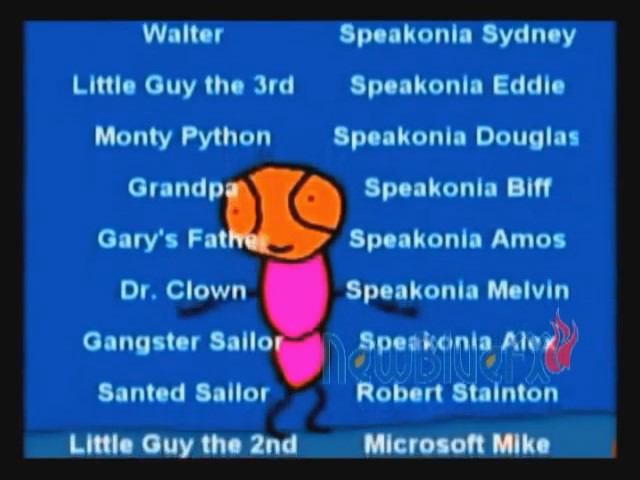 Walter Speakonia Sydney
Little Guy the 3rd Speakonia Eddie
Monty Python Speakonia Douglas
Grandpa Speakonia Biff
Gary's Father Speakonia Amos
Dr. Clown Speakonia Melvin
Gangster Sailor Speakonia Alex
NewBlueFX
Santed Sailor Robert Stainton
Little Guy the 2nd Microsoft Mike